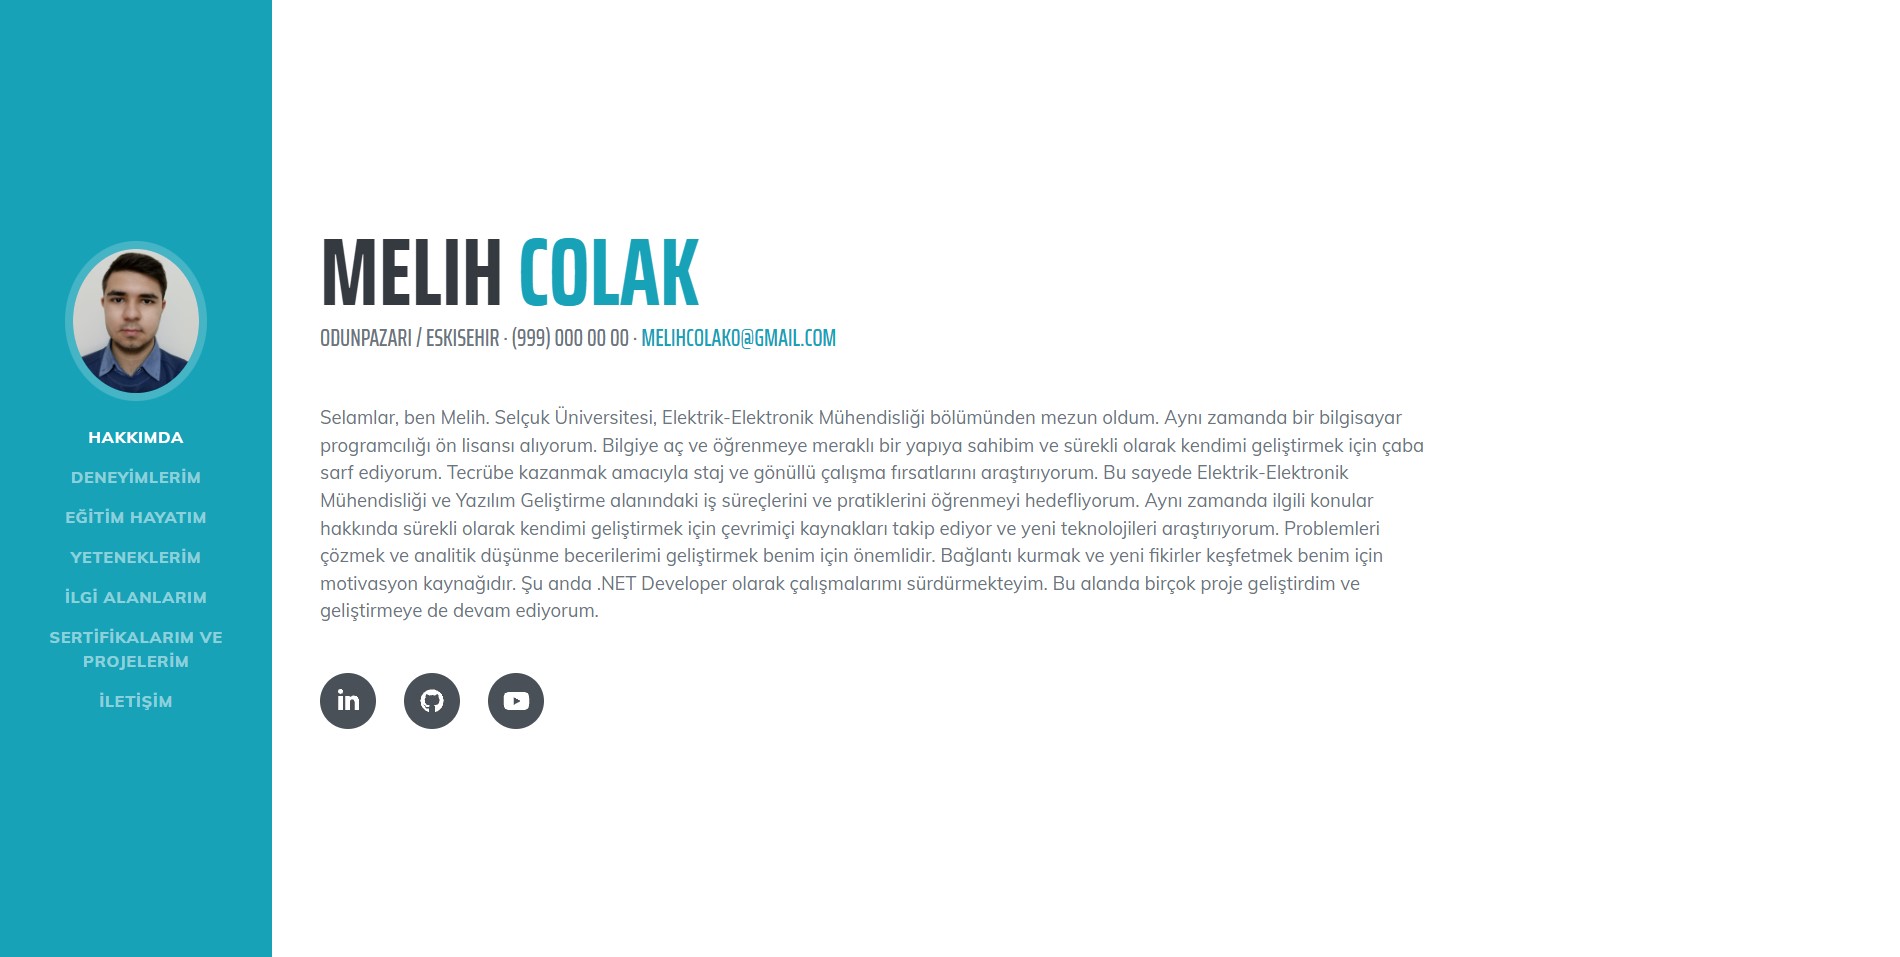 HAKKIMDA
DENEYİMLERİM
EĞİTİM HAYATIM
YETENEKLERİM
İLGİ ALANLARIM
SERTİFİKALARIM VE
PROJELERİM
İLETİŞİM
MELIH COLAK
ODUNPAZARI / ESKISEHIR · (999) 000 00 00 · MELIHCOLAK0@GMAIL.COM
Selamlar, ben Melih. Selçuk Üniversitesi, Elektrik-Elektronik Mühendisliği bölümünden mezun oldum. Aynı zamanda bir bilgisayar
programcılığı ön lisansı alıyorum. Bilgiye aç ve öğrenmeye meraklı bir yapıya sahibim ve sürekli olarak kendimi geliştirmek için çaba
sarf ediyorum. Tecrübe kazanmak amacıyla staj ve gönüllü çalışma fırsatlarını araştırıyorum. Bu sayede Elektrik-Elektronik
Mühendisliği ve Yazılım Geliştirme alanındaki iş süreçlerini ve pratiklerini öğrenmeyi hedefliyorum. Aynı zamanda ilgili konular
hakkında sürekli olarak kendimi geliştirmek için çevrimiçi kaynakları takip ediyor ve yeni teknolojileri araştırıyorum. Problemleri
çözmek ve analitik düşünme becerilerimi geliştirmek benim için önemlidir. Bağlantı kurmak ve yeni fikirler keşfetmek benim için
motivasyon kaynağıdır. Şu anda .NET Developer olarak çalışmalarımı sürdürmekteyim. Bu alanda birçok proje geliştirdim ve
geliştirmeye de devam ediyorum.
in